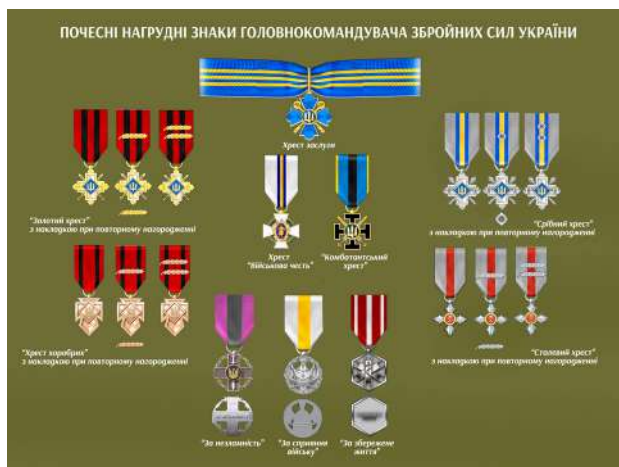 ПОЧЕСНІ НАГРУДНІ ЗНАКИ ГОЛОВНОКОМАНДУВАЧА ЗБРОЙНИХ СИЛ УКРАЇНИ
Хрест заслуги
"Золотий хрест"
з накладкою при повторному нагородженні
Хрест
"Військова честь"
"Комбатантський
хрест"
"Срібний хрест"
з накладкою при повторному нагородженні
"Хрест хоробрих"
з накладкою при повторному нагородженні
"Сталевий хрест"
з накладкою при повторному нагородженні
"За незламність"
"За сприяння
війську"
"За збережене
життя"